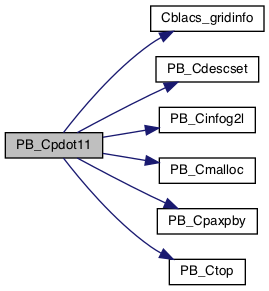 Cblacs_gridinfo
PB_Cdescset
PB_Cinfog2l
PB_Cpdot11
PB_Cmalloc
PB_Cpaxpby
PB_Ctop